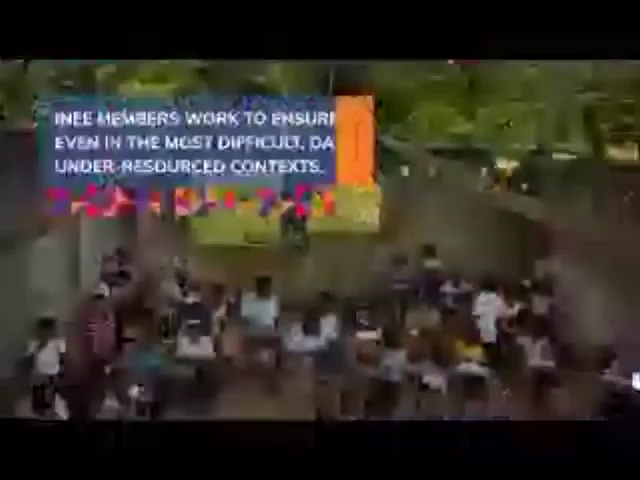 INEE MEMBERS WORK TO ENSURI
EVEN IN THE MOST DIFFICULT, DA
UNDER-RESOURCED CONTEXTS.